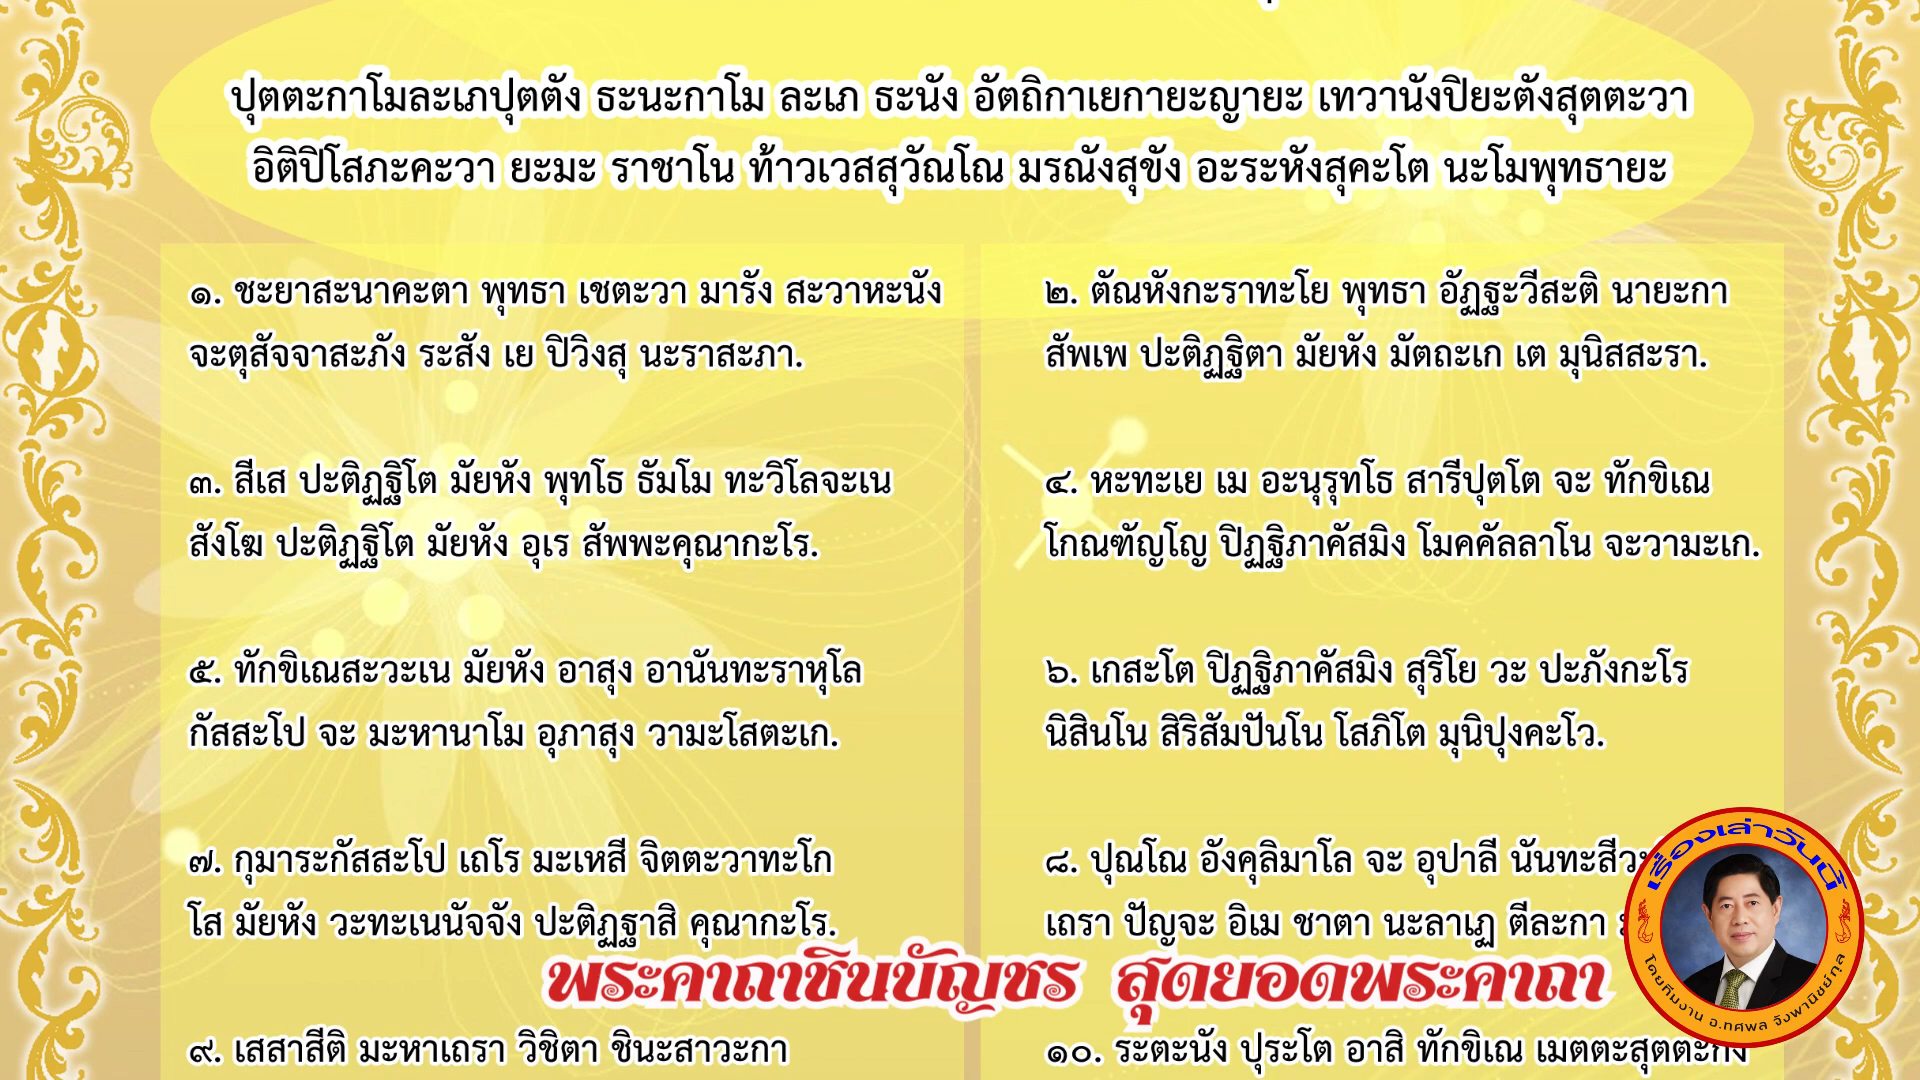 ปุตตะกาโมละเภปุตตัง ธะนะกาโม ละเภ ธะนัง อัตถิกาเยกายะญายะ เทวานังปิยะตังสุตตะวา
อิติปิโสภะคะวา ยะมะ ราชาโน ท้าวเวสสุวัณโณ มรณังสุขัง อะระหังสุคะโต นะโมพุทธายะ
๑. ชะยาสะนาคะตา พุทธา เชตะวา มารัง สะวาหะนัง
จะตุสัจจาสะภัง ระสัง เย ปิวิงสุ นะราสะภา.
๒. ตัณหังกะราทะโย พุทธา อัฏฐะวีสะติ นายะกา
สัพเพ ปะติฏฐิตา มัยหัง มัตถะเก เต มุนิสสะรา.
๓. สีเส ปะติฏฐิโต มัยหัง พุทโธ ธัมโม ทะวิโลจะเน
สังโฆ ปะติฏฐิโต มัยหัง อุเร สัพพะคุณากะโร.
๔. หะทะเย เม อะนุรุทโธ สารีปุตโต จะ ทักขิเณ
โกณฑัญโญ ปิฏฐิภาคัสมิง โมคคัลลาโน จะวามะเก.
๕. ทักขิเณสะวะเน มัยหัง อาสุง อานันทะราหุโล
กัสสะโป จะ มะหานาโม อุภาสุง วามะโสตะเก.
๖. เกสะโต ปิฏฐิภาคัสมิง สุริโย วะ ปะภังกะโร
นิสินโน สิริสัมปันโน โสภิโต มุนิปุงคะโว.
๗. กุมาระกัสสะโป เถโร มะเหสี จิตตะวาทะโก
โส มัยหัง วะทะเนนัจจัง ปะติฏฐาสิ คุณากะโร.
๘. ปุณโณ อังคุลิมาโล จะ อุปาลี
เถรา ปัญจะ อิเม ชาตา นะลาเฏ ตีละกา
พระคาถาชินบัญชร สุดยอดพระคาถา
๙. เสสาสีติ มะหาเถรา วิชิตา ชินะสาวะกา
๑๐. ระตะนัง ปุระโต อาสิ ทักขิเณ เมตตะสุตตะกัง
เรื่องเล่าวันนี้
โดยทีมงาน อ.ทศพล จังพานิชย์กุล